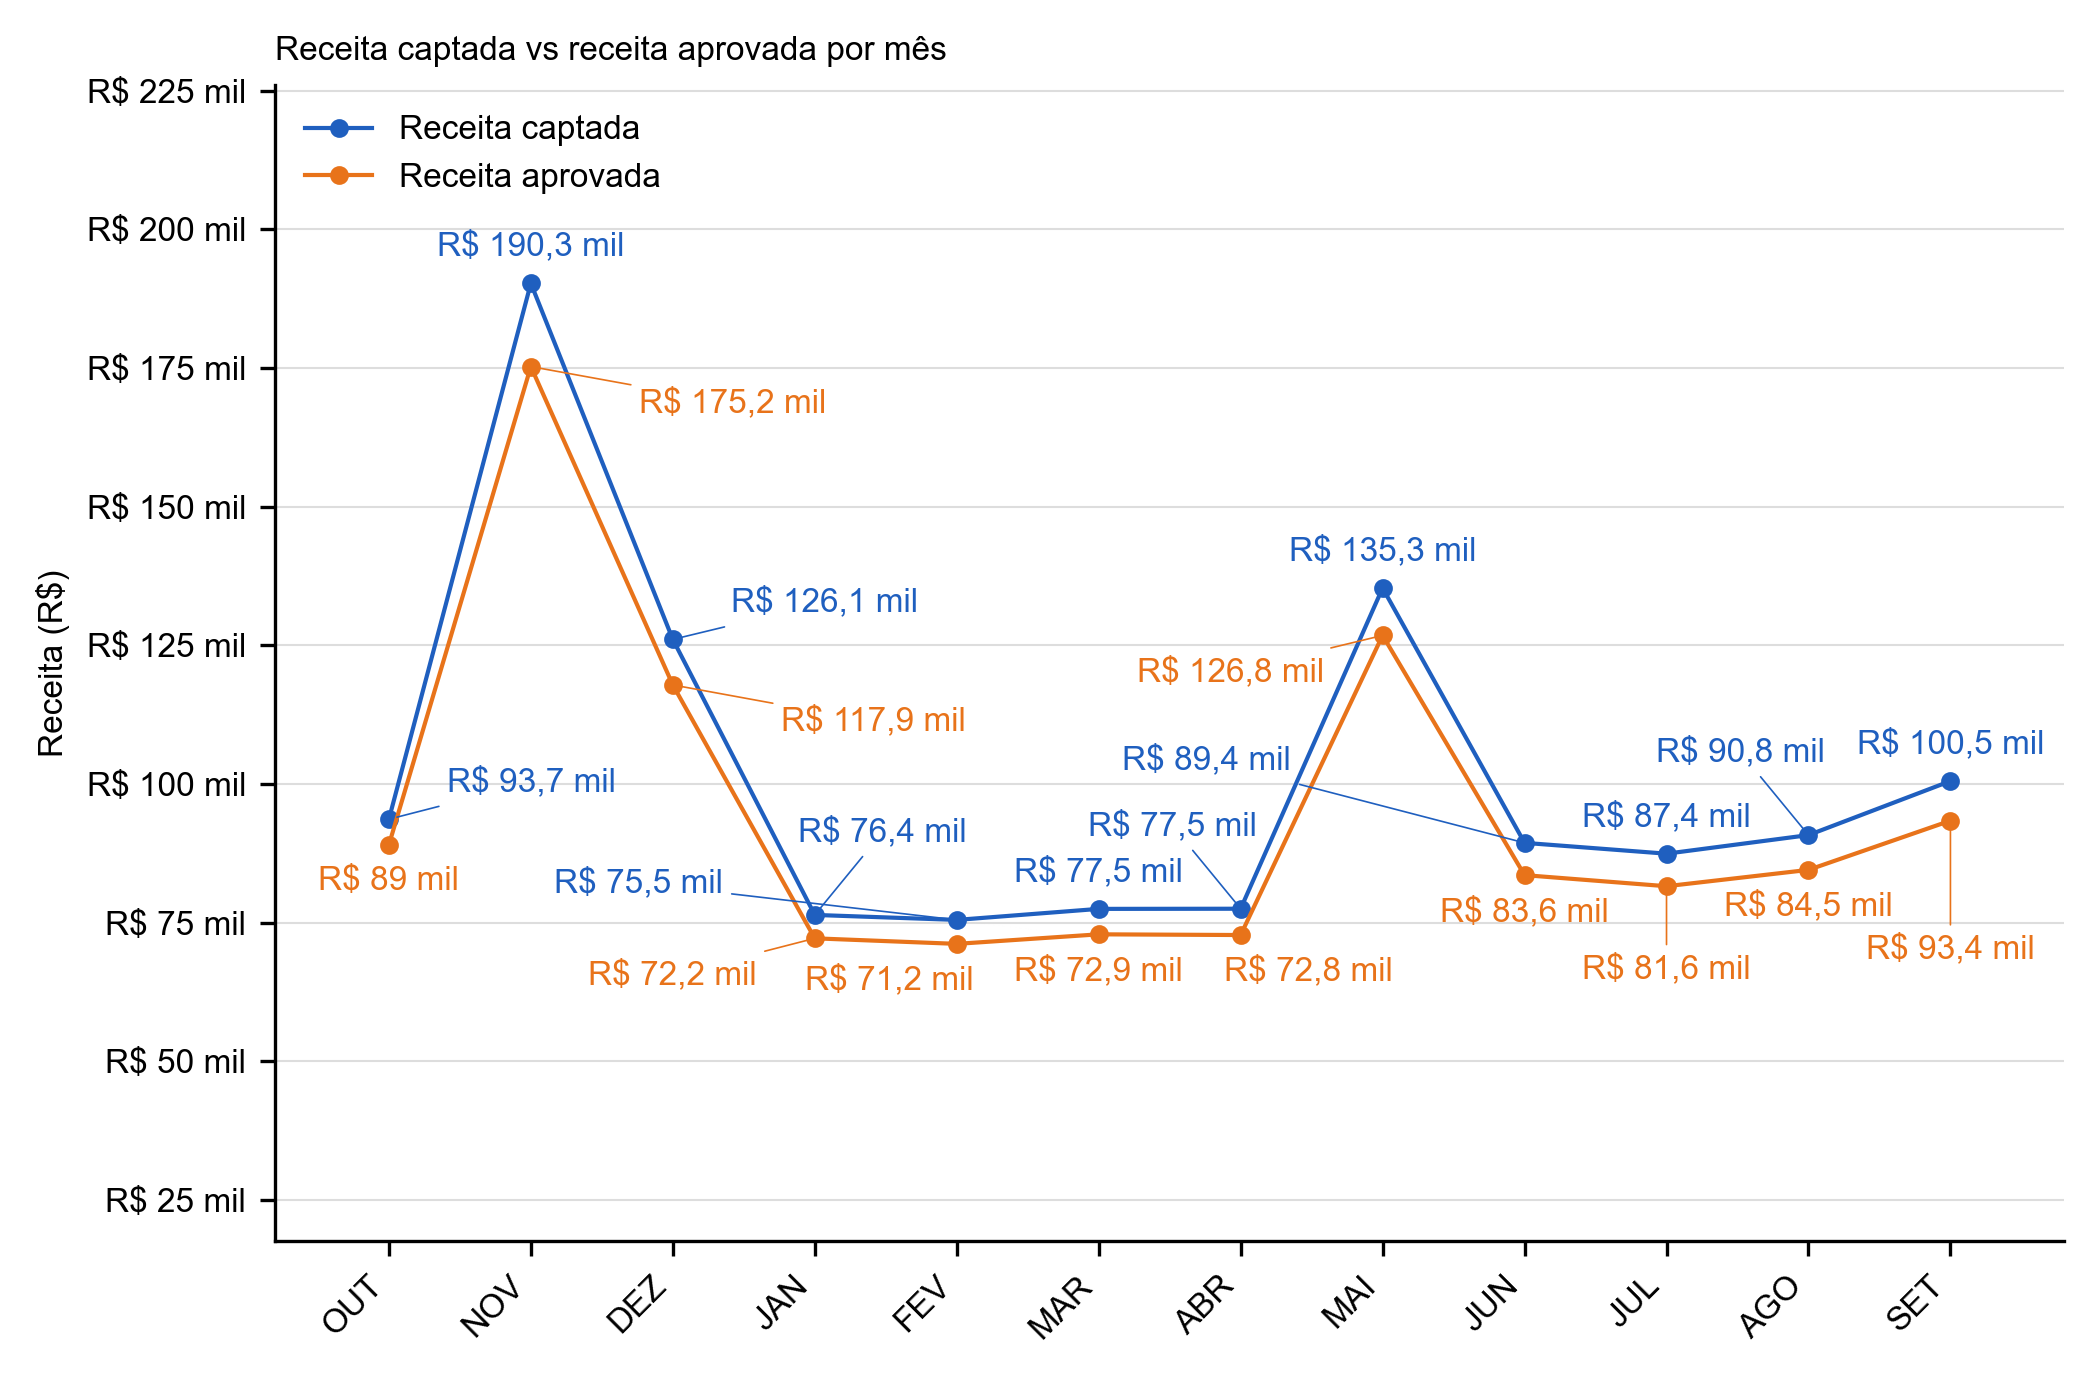 Receita captada vs receita aprovada por mês
R$ 225 mil
R$ 200 mil
R$ 175 mil
R$ 150 mil
R$ 125 mil
R$ 100 mil
R$ 75 mil
R$ 50 mil
R$ 25 mil
Receita (R$)
Receita captada
Receita aprovada
R$ 190,3 mil
R$ 175,2 mil
R$ 135,3 mil
R$ 126,1 mil
R$ 126,8 mil
R$ 117,9 mil
R$ 100,5 mil
R$ 90,8 mil
R$ 89,4 mil
R$ 93,7 mil
R$ 87,4 mil
R$ 77,5 mil
R$ 76,4 mil
R$ 77,5 mil
R$ 89 mil
R$ 75,5 mil
R$ 84,5 mil
R$ 83,6 mil
R$ 93,4 mil
R$ 81,6 mil
R$ 72,9 mil
R$ 72,8 mil
R$ 72,2 mil
R$ 71,2 mil
OUT
NOV
DEZ
JAN
FEV
MAR
ABR
MAI
JUN
JUL
AGO
SET